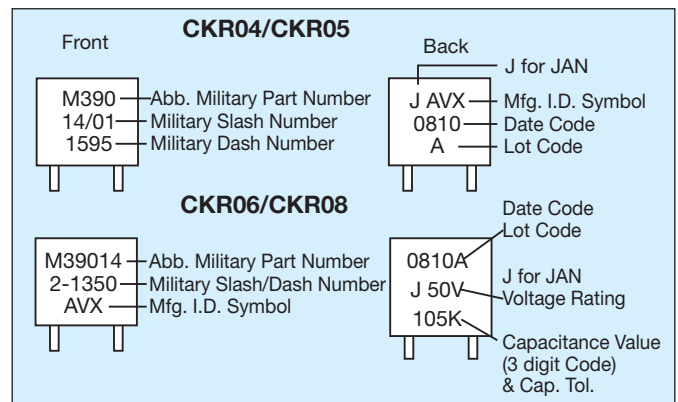 CKR04/CKR05
Front
M390
14/01
1595
Abb. Military Part Number
Military Slash Number
Military Dash Number
Back
J AVX
0810
A
J for JAN
Mfg. I.D. Symbol
Date Code
Lot Code
CKR06/CKR08
M39014
2-1350
AVX
Abb. Military Part Number
Military Slash/Dash Number
Mfg. I.D. Symbol
0810A
J 50V
105K
Date Code
Lot Code
J for JAN
Voltage Rating
Capacitance Value
(3 digit Code)
& Cap. Tol.